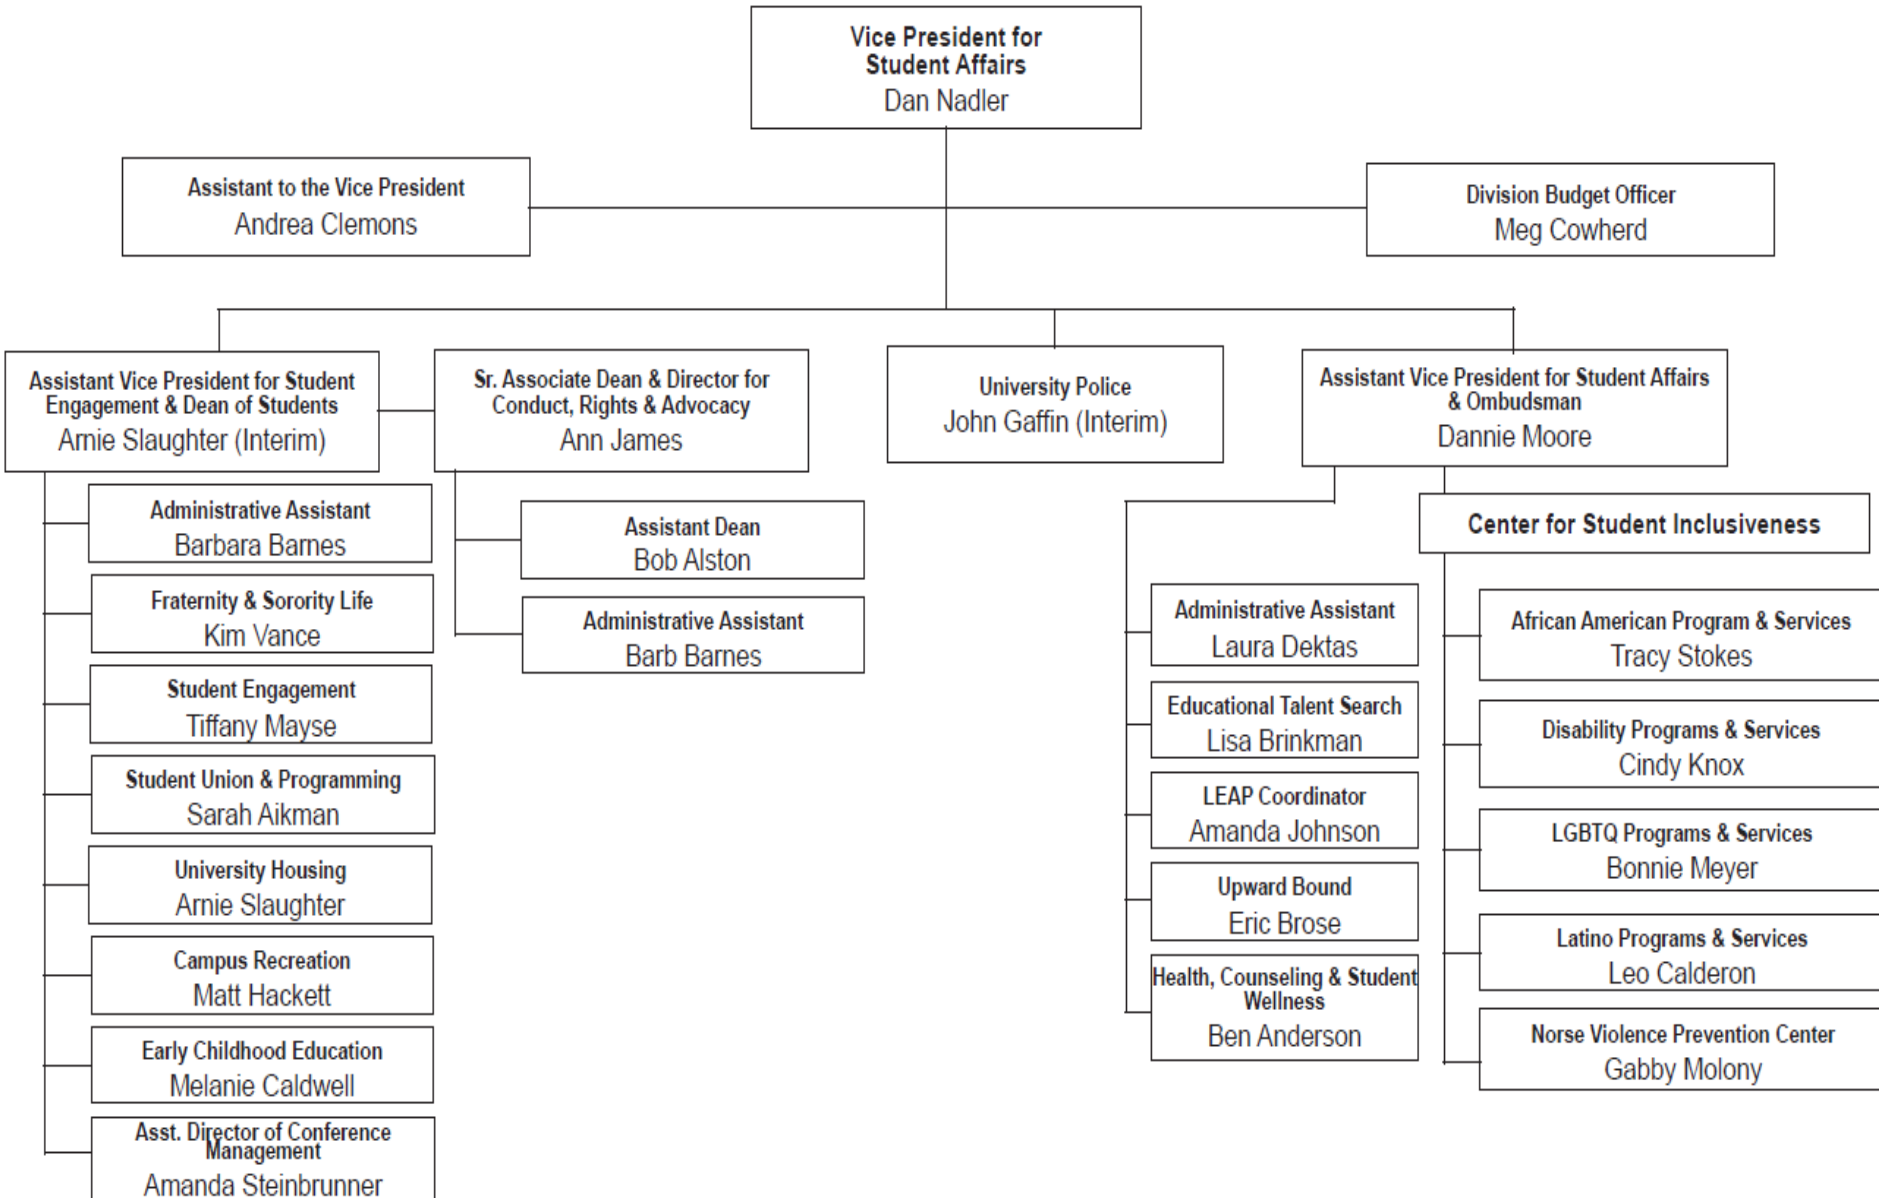 Vice President for
Student Affairs
Dan Nadler
Assistant to the Vice President
Andrea Clemons
Division Budget Officer
Meg Cowherd
Assistant Vice President for Student
Engagement & Dean of Students
Arnie Slaughter (Interim)
Sr. Associate Dean & Director for
Conduct, Rights & Advocacy
Ann James
University Police
John Gaffin (Interim)
Assistant Vice President for Student Affairs
& Ombudsman
Dannie Moore
Administrative Assistant
Barbara Barnes
Fraternity & Sorority Life
Kim Vance
Student Engagement
Tiffany Mayse
Student Union & Programming
Sarah Aikman
University Housing
Arnie Slaughter
Campus Recreation
Matt Hackett
Early Childhood Education
Melanie Caldwell
Asst. Director of Conference
Management
Amanda Steinbrunner
Assistant Dean
Bob Alston
Administrative Assistant
Barb Barnes
Administrative Assistant
Laura Dektas
Educational Talent Search
Lisa Brinkman
LEAP Coordinator
Amanda Johnson
Upward Bound
Eric Brose
Health, Counseling & Student
Wellness
Ben Anderson
Center for Student Inclusiveness
African American Program & Services
Tracy Stokes
Disability Programs & Services
Cindy Knox
LGBTQ Programs & Services
Bonnie Meyer
Latino Programs & Services
Leo Calderon
Norse Violence Prevention Center
Gabby Molony